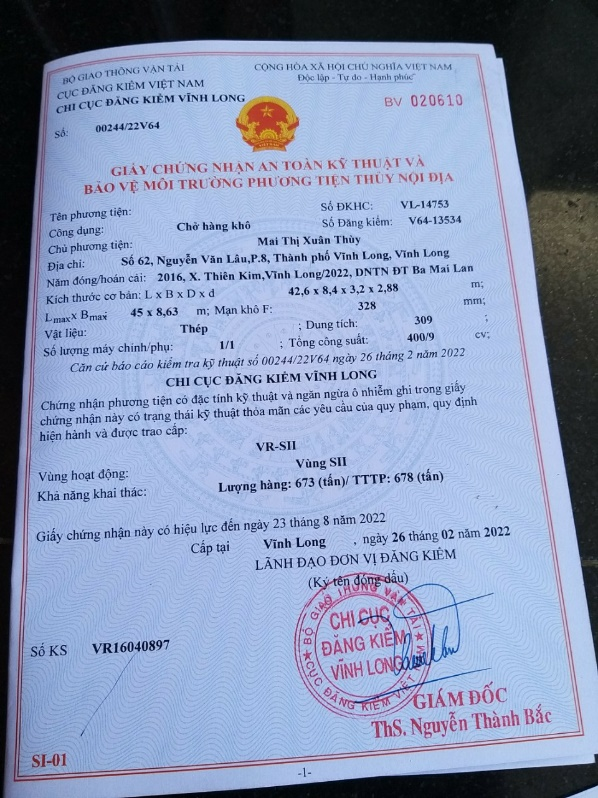 BỘ GIAO THÔNG VẬN TẢI
CỤC ĐĂNG KIỂM VIỆT NAM
CHI CỤC ĐĂNG KIỂM VĨNH LONG
Số: 00244/22V64
CỘNG HÒA XÃ HỘI CHỦ NGHĨA VIỆT NAM
Độc lập - Tự do - Hạnh phúc
BV 020610
GIẤY CHỨNG NHẬN AN TOÀN KỸ THUẬT VÀ
BẢO VỆ MÔI TRƯỜNG PHƯƠNG TIỆN THỦY NỘI ĐỊA
Tên phương tiện: Số ĐKHC: VL-14753
Công dụng: Chở hàng khô Số Đăng kiểm: V64-13534
Chủ phương tiện: Mai Thị Xuân Thùy
Địa chỉ: Số 62, Nguyễn Văn Lâu,P.8, Thành phố Vĩnh Long, Vĩnh Long
Năm đóng/hoán cải: 2016, X. Thiên Kim,Vĩnh Long/2022, DNTN ĐT Ba Mai Lan
Kích thước cơ bản: L x B x D x d 42,6 x 8,4 x 3,2 x 2,88 m;
Lmaxx Bmax: 45 x 8,63 m; Mạn khô F: 328 mm;
Vật liệu: Thép ; Dung tích: 309 ;
Số lượng máy chính/phụ: 1/1 ; Tổng công suất: 400/9 cv;
Căn cứ báo cáo kiểm tra kỹ thuật số 00244/22V64 ngày 26 tháng 2 năm 2022
CHI CỤC ĐĂNG KIỂM VĨNH LONG
Chứng nhận phương tiện có đặc tính kỹ thuật và ngăn ngừa ô nhiễm ghi trong giấy
chứng nhận này có trạng thái kỹ thuật thỏa mãn các yêu cầu của quy phạm, quy định
hiện hành và được trao cấp:
VR-SII
Vùng hoạt động: Vùng SII
Khả năng khai thác: Lượng hàng: 673 (tấn)/ TTTP: 678 (tấn)
Giấy chứng nhận này có hiệu lực đến ngày 23 tháng 8 năm 2022
Cấp tại Vĩnh Long , ngày 26 tháng 02 năm 2022
LÃNH ĐẠO ĐƠN VỊ ĐĂNG KIỂM
(Ký tên đóng dấu)
BỘ GIAO THÔNG VẬN TẢI
CHI CỤC
ĐĂNG KIỂM
VĨNH LONG
CỤC ĐĂNG KIỂM VIỆT NAM
Số KS VR16040897
GIÁM ĐỐC
ThS. Nguyễn Thành Bắc
SI-01
-1-